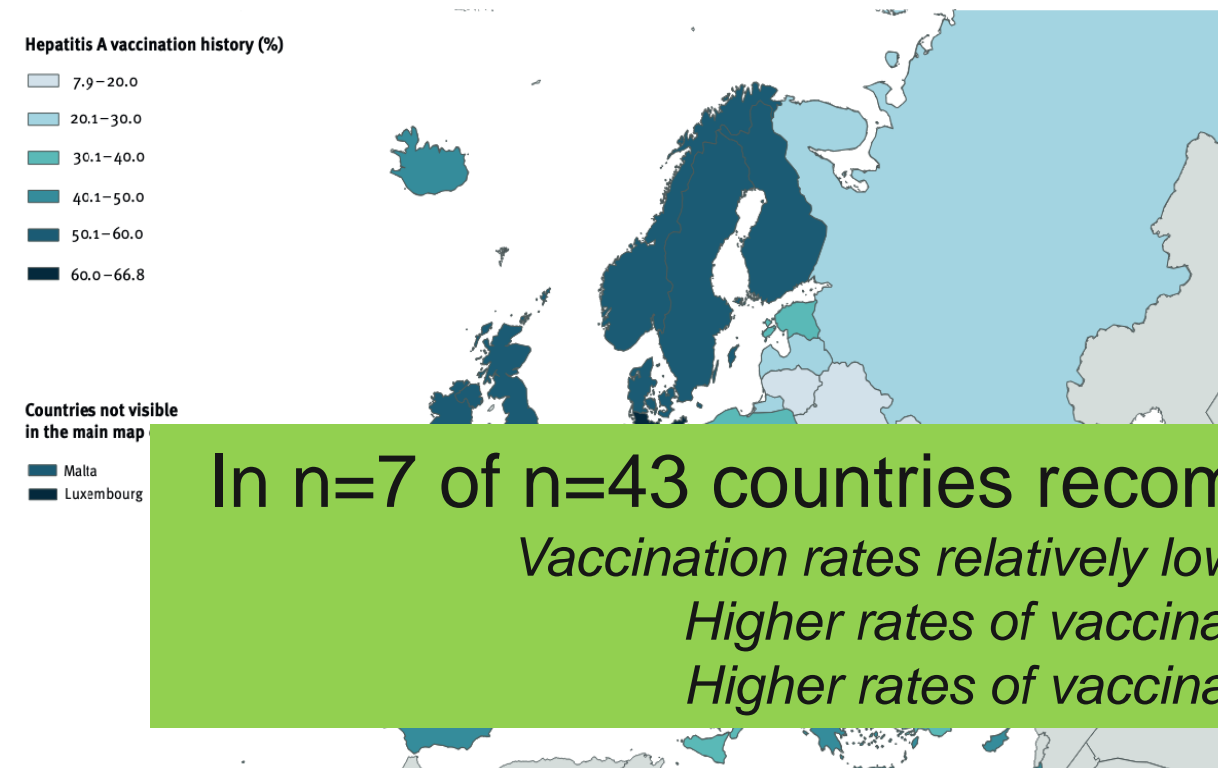 Hepatitis A vaccination history (%)
7.9–20.0
20.1–30.0
30.1–40.0
40.1–50.0
50.1–60.0
60.0–66.8
Countries not visible
in the main map
Malta
Luxembourg
In n=7 of n=43 countries recom
Vaccination rates relatively low
Higher rates of vaccina
Higher rates of vaccina